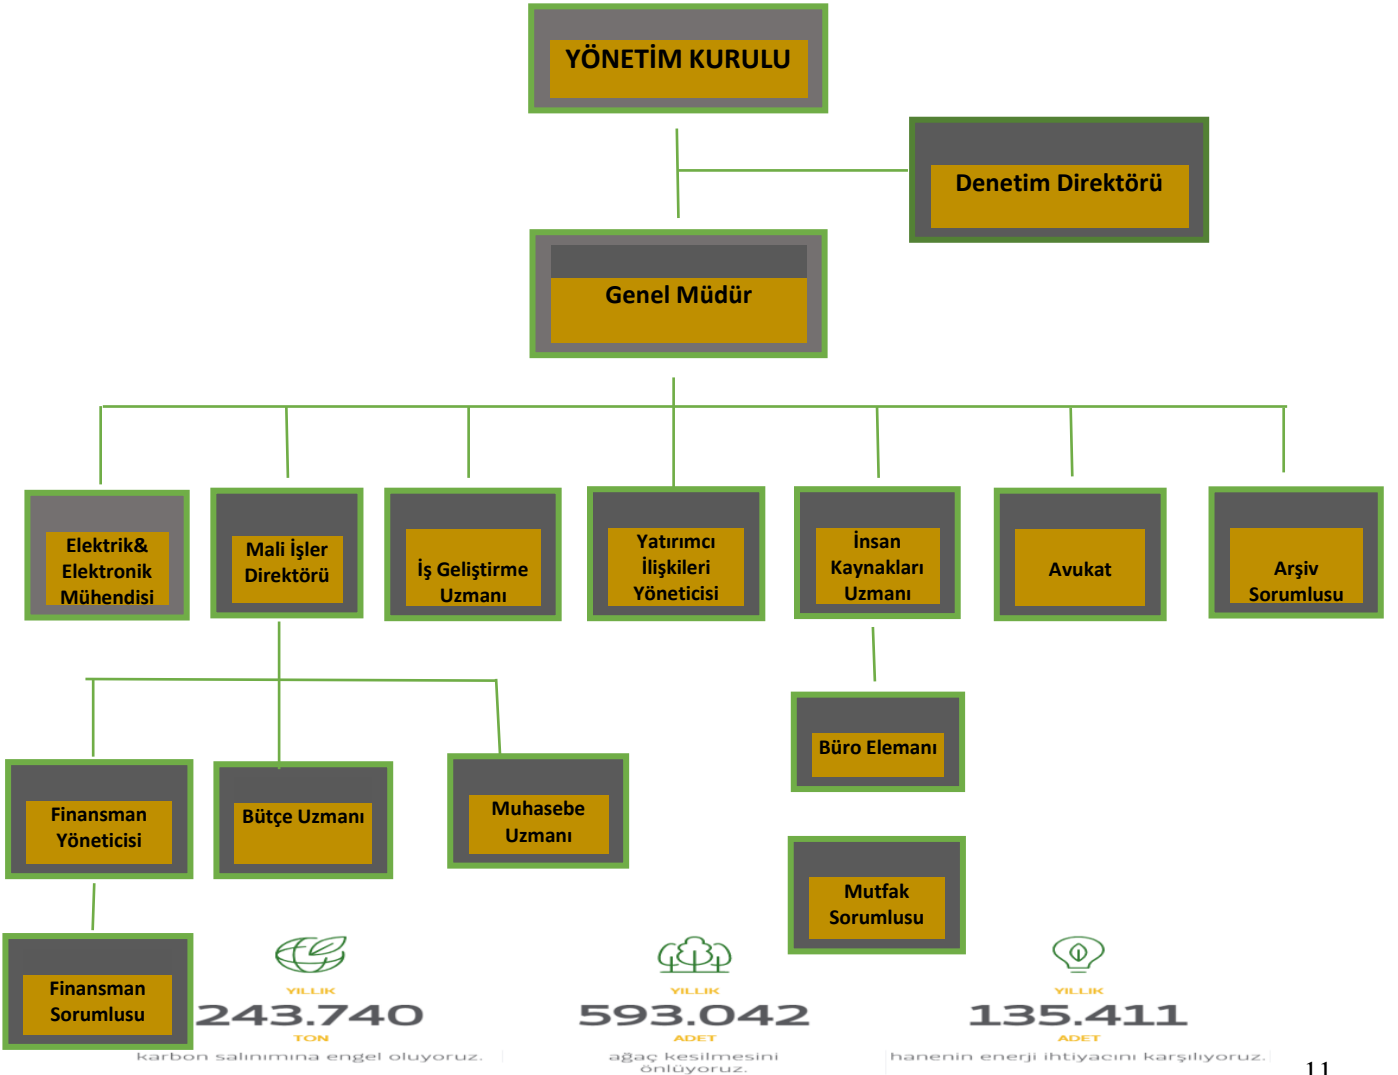 YÖNETİM KURULU
Denetim Direktörü
Genel Müdür
Elektrik&
Elektronik
Mühendisi
Mali İşler
Direktörü
İş Geliştirme
Uzmanı
Yatırımcı
İlişkileri
Yöneticisi
İnsan
Kaynakları
Uzmanı
Avukat
Arşiv
Sorumlusu
Büro Elemanı
Finansman
Yöneticisi
Bütçe Uzmanı
Muhasebe
Uzmanı
Mutfak
Sorumlusu
Finansman
Sorumlusu
YILLIK
243.740
TON
karbon salınımına engel oluyoruz.
YILLIK
593.042
ADET
ağaç kesilmesini
önlüyoruz.
YILLIK
135.411
ADET
hanenin enerji ihtiyacını karşılıyoruz.
11